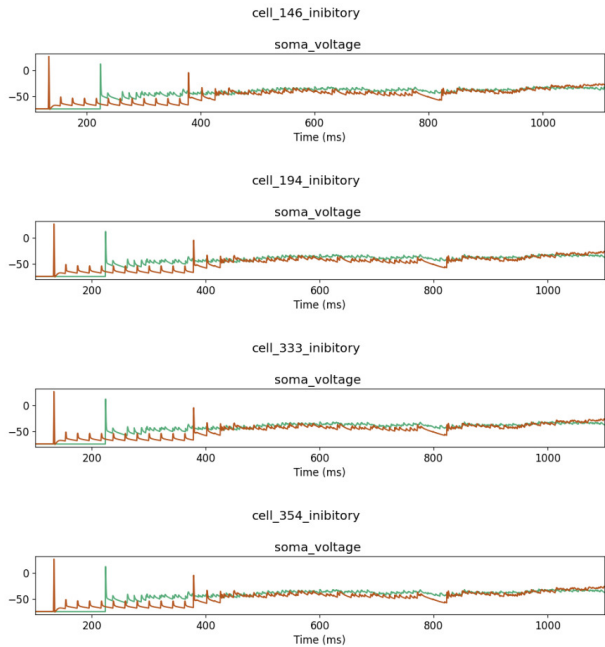 cell_146_inibitory
soma_voltage
0
−50
200 400 600 800 1000
Time (ms)
cell_194_inibitory
soma_voltage
0
−50
200 400 600 800 1000
Time (ms)
cell_333_inibitory
soma_voltage
0
−50
200 400 600 800 1000
Time (ms)
cell_354_inibitory
soma_voltage
0
−50
200 400 600 800 1000
Time (ms)